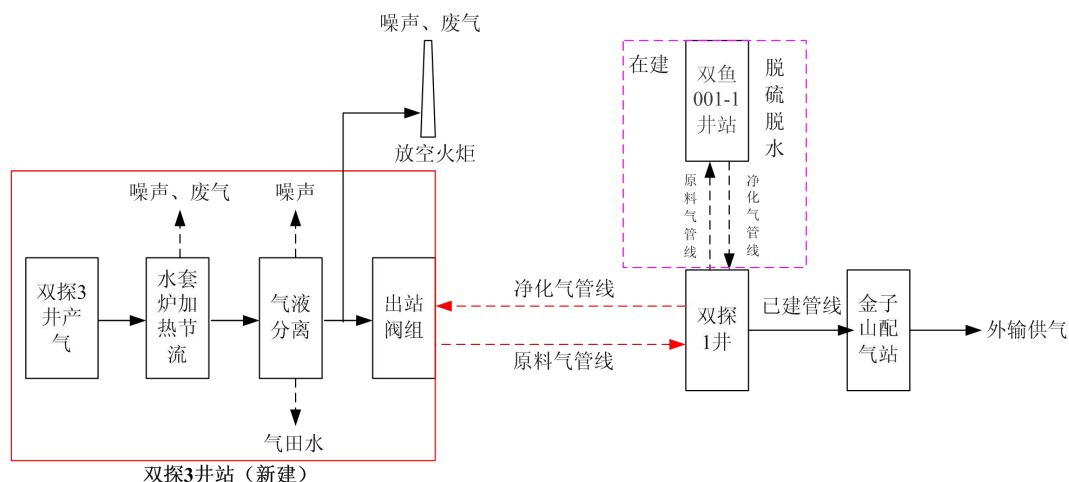 噪声、废气
放空火炬
在建
双鱼
001-1
井站
脱
硫
脱
水
原
料
气
管
线
净
化
气
管
线
噪声、废气
噪声
双探3
井产
气
水套
炉加
热节
流
气液
分离
出站
阀组
气田水
双探3井站（新建）
净化气管线
原料气管线
双探
1井
已建管线
金子
山配
气站
外输供气